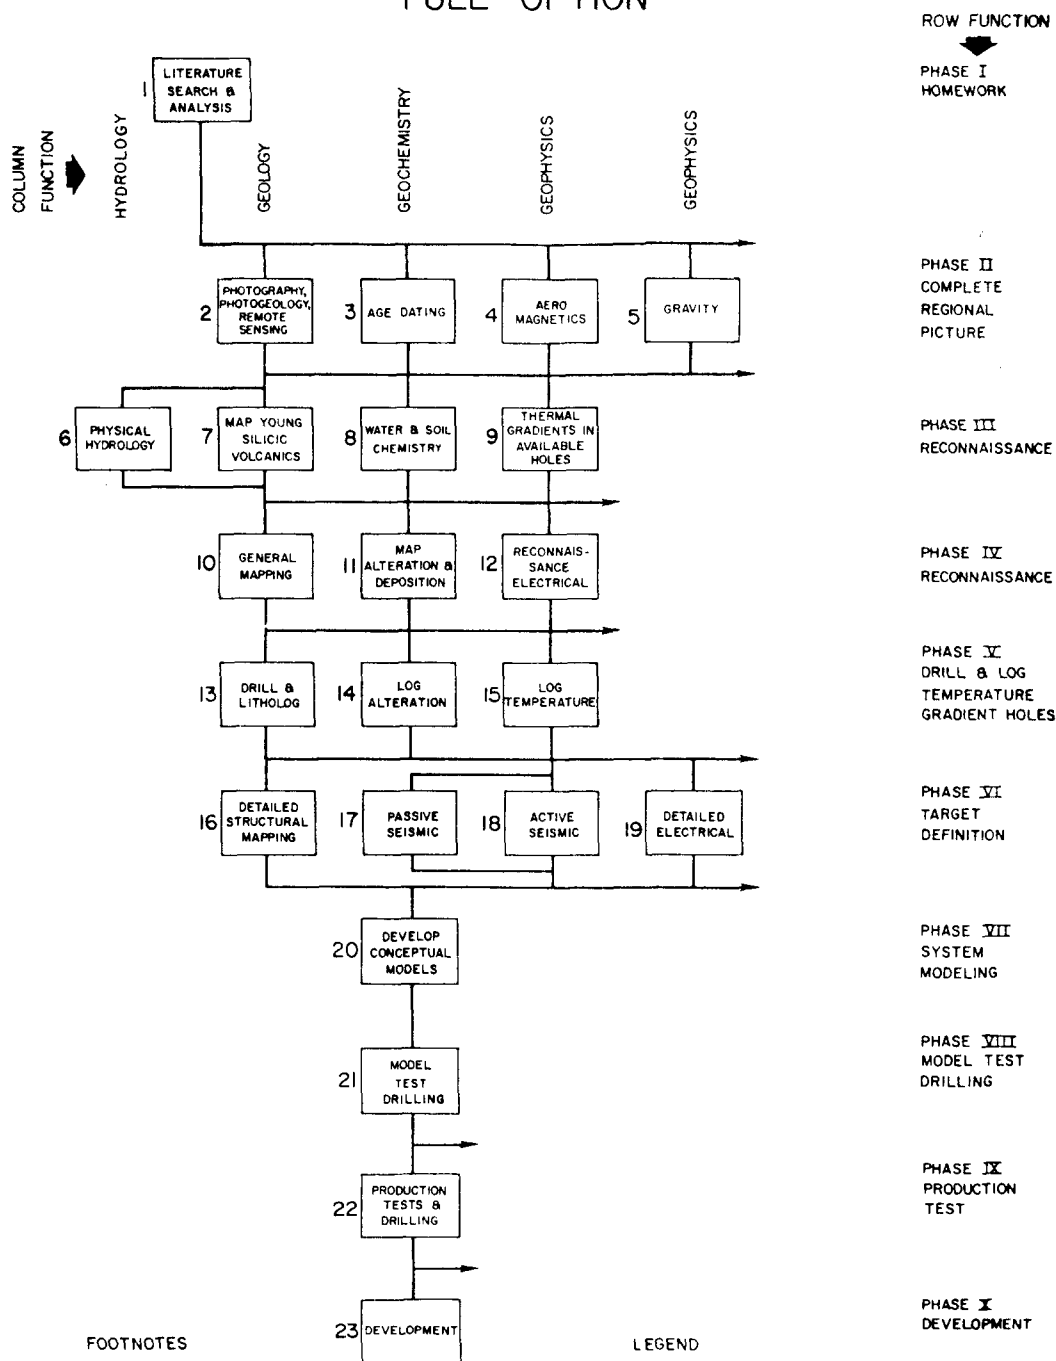 FULL OPTION
ROW FUNCTION
PHASE I
HOMEWORK
COLUMN
FUNCTION
HYDROLOGY
GEOLOGY
GEOCHEMISTRY
GEOPHYSICS
GEOPHYSICS
1
LITERATURE
SEARCH &
ANALYSIS
PHASE II
COMPLETE
REGIONAL
PICTURE
2
PHOTOGRAPHY,
PHOTOGEOLOGY,
REMOTE
SENSING
3
AGE DATING
4
AERO
MAGNETICS
5
GRAVITY
PHASE III
RECONNAISSANCE
6
PHYSICAL
HYDROLOGY
7
MAP YOUNG
SILICIC
VOLCANICS
8
WATER & SOIL
CHEMISTRY
9
THERMAL
GRADIENTS IN
AVAILABLE
HOLES
PHASE IV
RECONNAISSANCE
10
GENERAL
MAPPING
11
MAP
ALTERATION &
DEPOSITION
12
RECONNAIS-
SANCE
ELECTRICAL
PHASE V
DRILL & LOG
TEMPERATURE
GRADIENT HOLES
13
DRILL &
LITHOLOG
14
LOG
ALTERATION
15
LOG
TEMPERATURE
PHASE VI
TARGET
DEFINITION
16
DETAILED
STRUCTURAL
MAPPING
17
PASSIVE
SEISMIC
18
ACTIVE
SEISMIC
19
DETAILED
ELECTRICAL
PHASE VII
SYSTEM
MODELING
20
DEVELOP
CONCEPTUAL
MODELS
PHASE VIII
MODEL TEST
DRILLING
21
MODEL
TEST
DRILLING
PHASE IX
PRODUCTION
TEST
22
PRODUCTION
TESTS &
DRILLING
PHASE X
DEVELOPMENT
23
DEVELOPMENT
FOOTNOTES
LEGEND